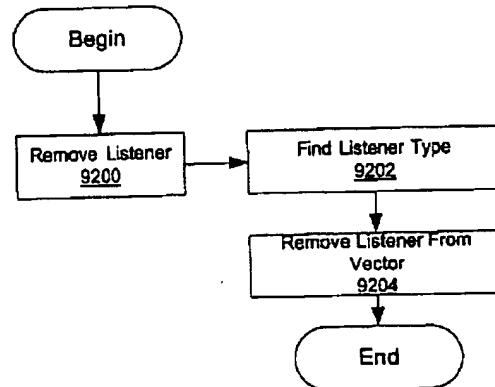 Begin
Remove Listener
9200
Find Listener Type
9202
Remove Listener From
Vector
9204
End